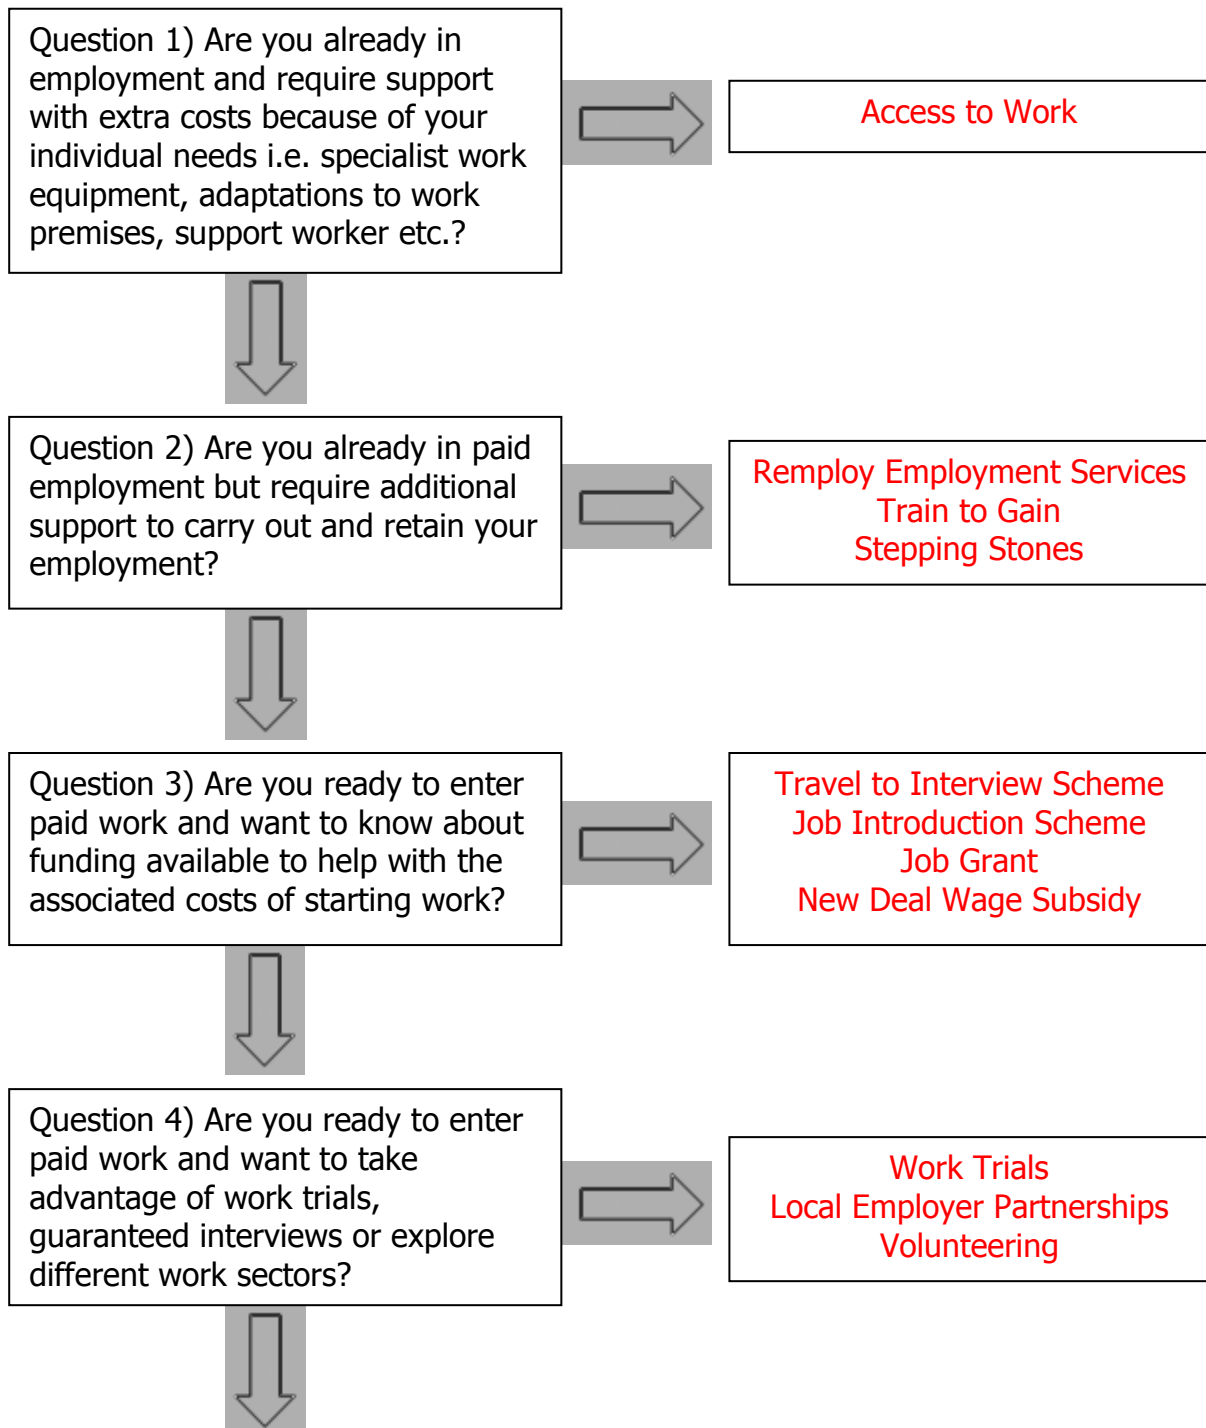 Question 1) Are you already in
employment and require support
with extra costs because of your
individual needs i.e. specialist work
equipment, adaptations to work
premises, support worker etc.?
Access to Work
Question 2) Are you already in paid
employment but require additional
support to carry out and retain your
employment?
Remploy Employment Services
Train to Gain
Stepping Stones
Question 3) Are you ready to enter
paid work and want to know about
funding available to help with the
associated costs of starting work?
Travel to Interview Scheme
Job Introduction Scheme
Job Grant
New Deal Wage Subsidy
Question 4) Are you ready to enter
paid work and want to take
advantage of work trials,
guaranteed interviews or explore
different work sectors?
Work Trials
Local Employer Partnerships
Volunteering